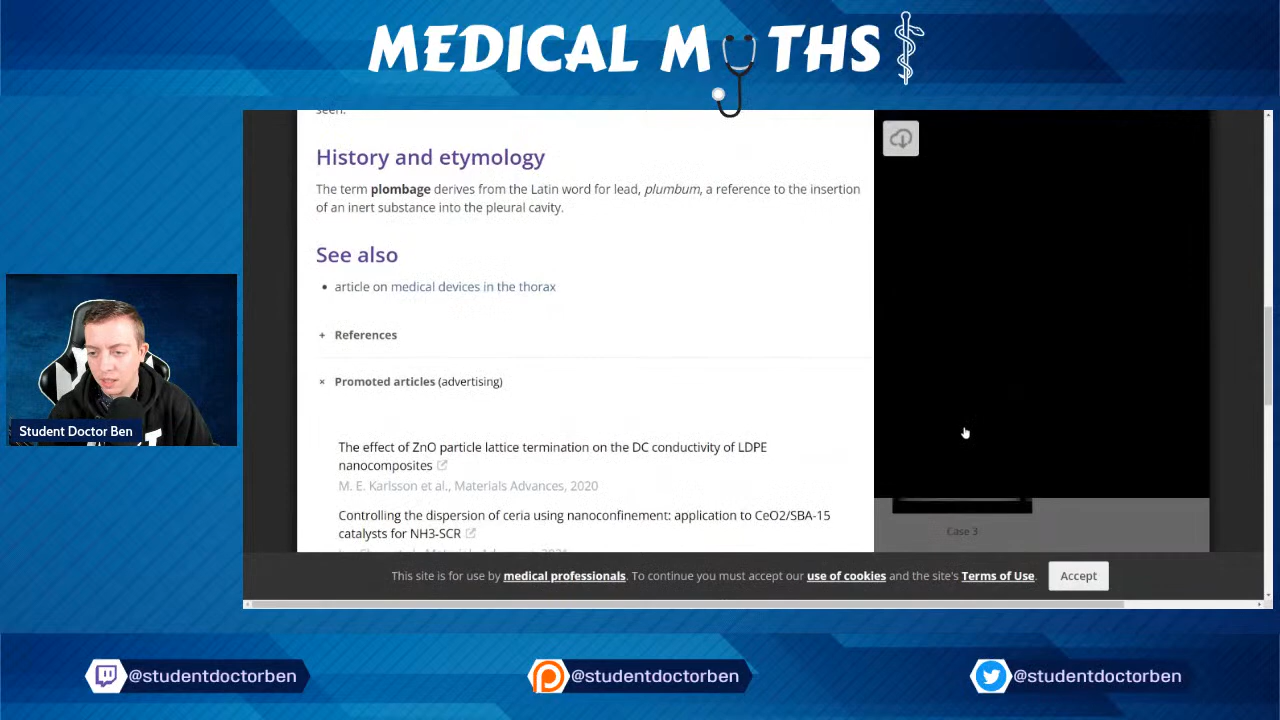 MEDICAL MYTHS
seen.
History and etymology
The term plombage derives from the Latin word for lead, plumbum, a reference to the insertion
of an inert substance into the pleural cavity.
See also
• article on medical devices in the thorax
+ References
× Promoted articles (advertising)
The effect of ZnO particle lattice termination on the DC conductivity of LDPE
nanocomposites
M. E. Karlsson et al., Materials Advances, 2020
Controlling the dispersion of ceria using nanoconfinement: application to CeO2/SBA-15
catalysts for NH3-SCR
Case 3
Student Doctor Ben
This site is for use by medical professionals. To continue you must accept our use of cookies and the site's Terms of Use.
Accept
@studentdoctorben
@studentdoctorben
@studentdoctorben